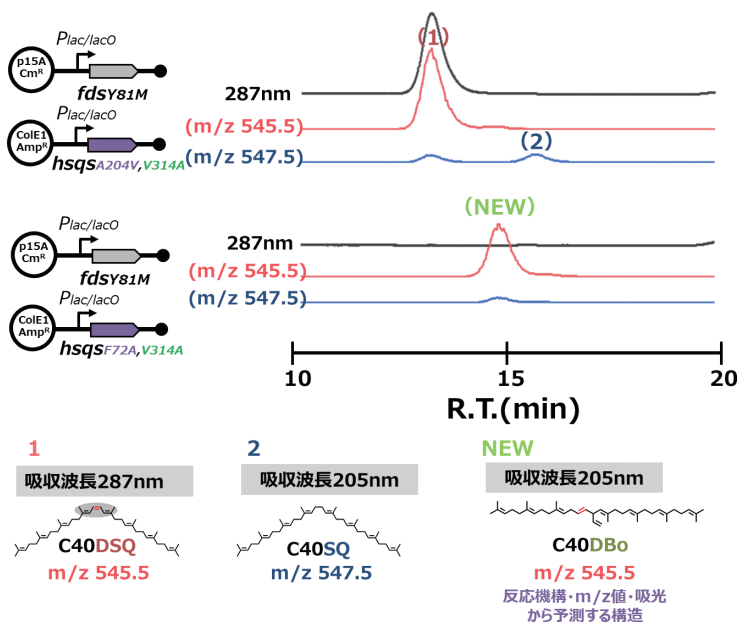 Plac/lacO
p15A
CmR
fdsY81M
Plac/lacO
ColE1
AmpR
hsqsA204V,V314A
(1)
287nm
(m/z 545.5)
(m/z 547.5)
(2)
Plac/lacO
p15A
CmR
fdsY81M
Plac/lacO
ColE1
AmpR
hsqsF72A,V314A
(NEW)
287nm
(m/z 545.5)
(m/z 547.5)
10 15 20
R.T.(min)
1
吸収波長287nm
C40DSQ
m/z 545.5
2
吸収波長205nm
C40SQ
m/z 547.5
NEW
吸収波長205nm
C40DBo
m/z 545.5
反応機構・m/z値・吸光
から予測する構造